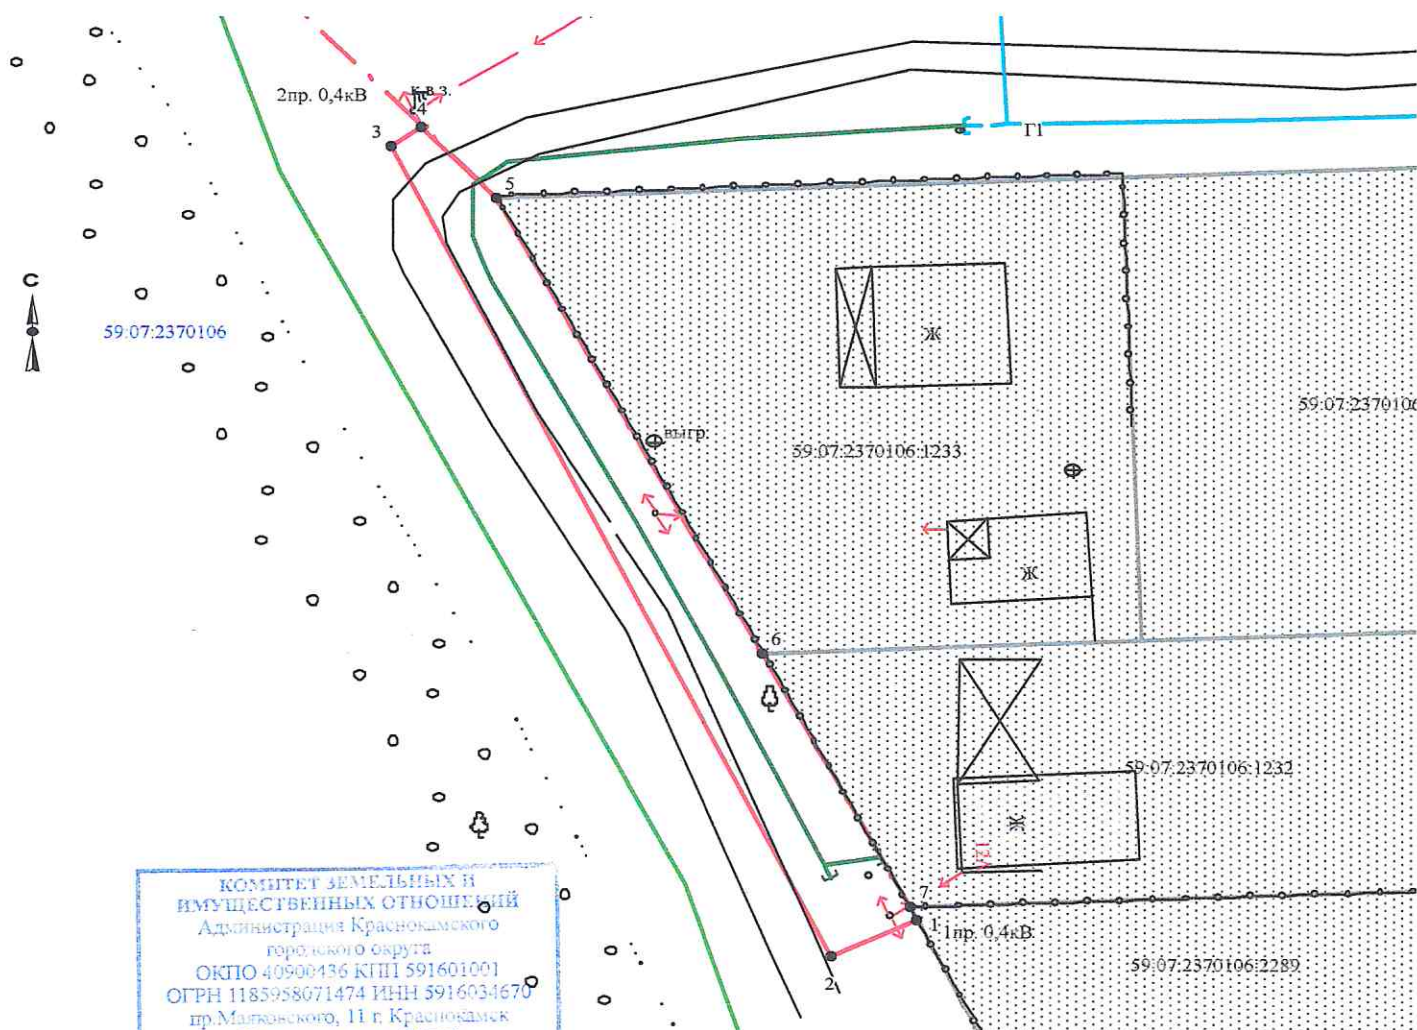 к.в.з.
2пр. 0,4кВ
4
3
Г1
5
С
59:07:2370106
Ж
59:07:2370106
выгр.
59:07:2370106:1233
Ж
6
59:07:2370106:1232
Ж
7
1
1пр. 0,4кВ
2
59:07:2370106:2289
КОМИТЕТ ЗЕМЕЛЬНЫХ И
ИМУЩЕСТВЕННЫХ ОТНОШЕНИЙ
Администрация Краснокамского
городского округа
ОКПО 40900436 КПП 591601001
ОГРН 1185958071474 ИНН 5916034670
пр.Маяковского, 11 г. Краснокамск